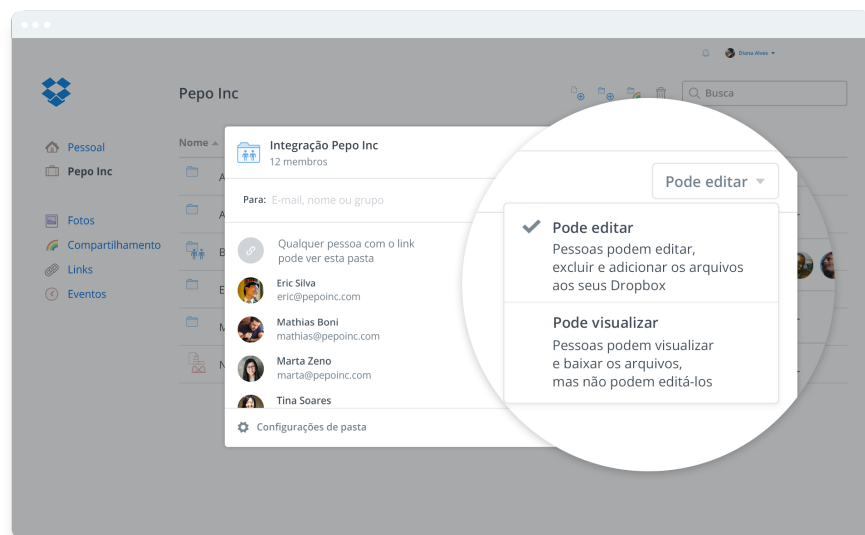 Diana Alves
Pepo Inc
Busca
Pessoal
Pepo Inc
Fotos
Compartilhamento
Links
Eventos
Nome
A
A
B
E
M
N
Integração Pepo Inc
12 membros
Para: E-mail, nome ou grupo
Qualquer pessoa com o link
pode ver esta pasta
Eric Silva
eric@pepoinc.com
Mathias Boni
mathias@pepoinc.com
Marta Zeno
marta@pepoinc.com
Tina Soares
Configurações de pasta
Pode editar
Pode editar
Pessoas podem editar,
excluir e adicionar os arquivos
aos seus Dropbox
Pode visualizar
Pessoas podem visualizar
e baixar os arquivos,
mas não podem editá-los